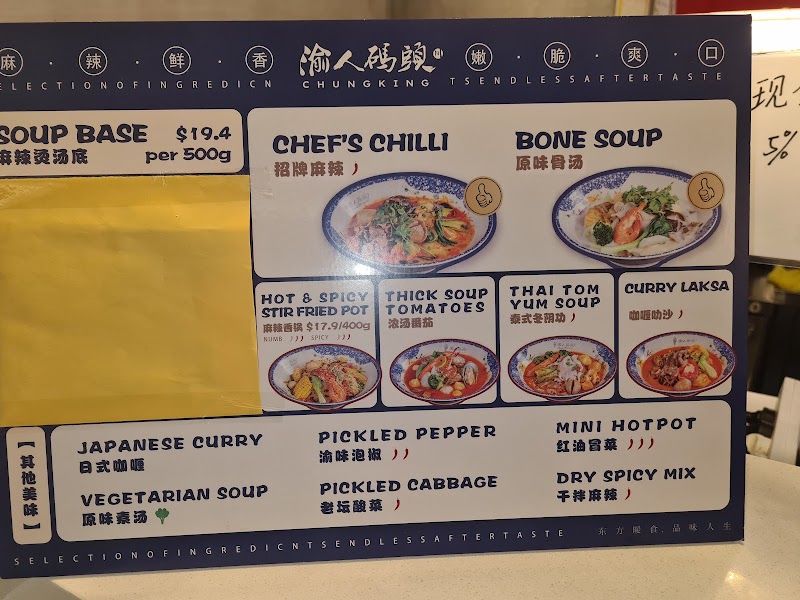 麻 · 辣 · 鲜 · 香 渝人码頭 嫩 · 脆 · 爽 · 口
ELECTIONOFINGREDICN CHUNGKING TSENDLESSAFTERTASTE
SOUP BASE $19.4
麻辣烫汤底 per 500g
CHEF'S CHILLI
招牌麻辣
BONE SOUP
原味骨汤
HOT & SPICY
STIR FRIED POT
麻辣香锅 $17.9/400g
NUMB SPICY
THICK SOUP
TOMATOES
浓汤番茄
THAI TOM
YUM SOUP
泰式冬阴功
CURRY LAKSA
咖喱叻沙
【其他美味】
JAPANESE CURRY
日式咖喱
PICKLED PEPPER
渝味泡椒
MINI HOTPOT
红油冒菜
VEGETARIAN SOUP
原味素汤
PICKLED CABBAGE
老坛酸菜
DRY SPICY MIX
干拌麻辣
SELECTIONOFINGREDICNTSENDLESSAFTERTASTE 东方暖食.品味人生
现
5%